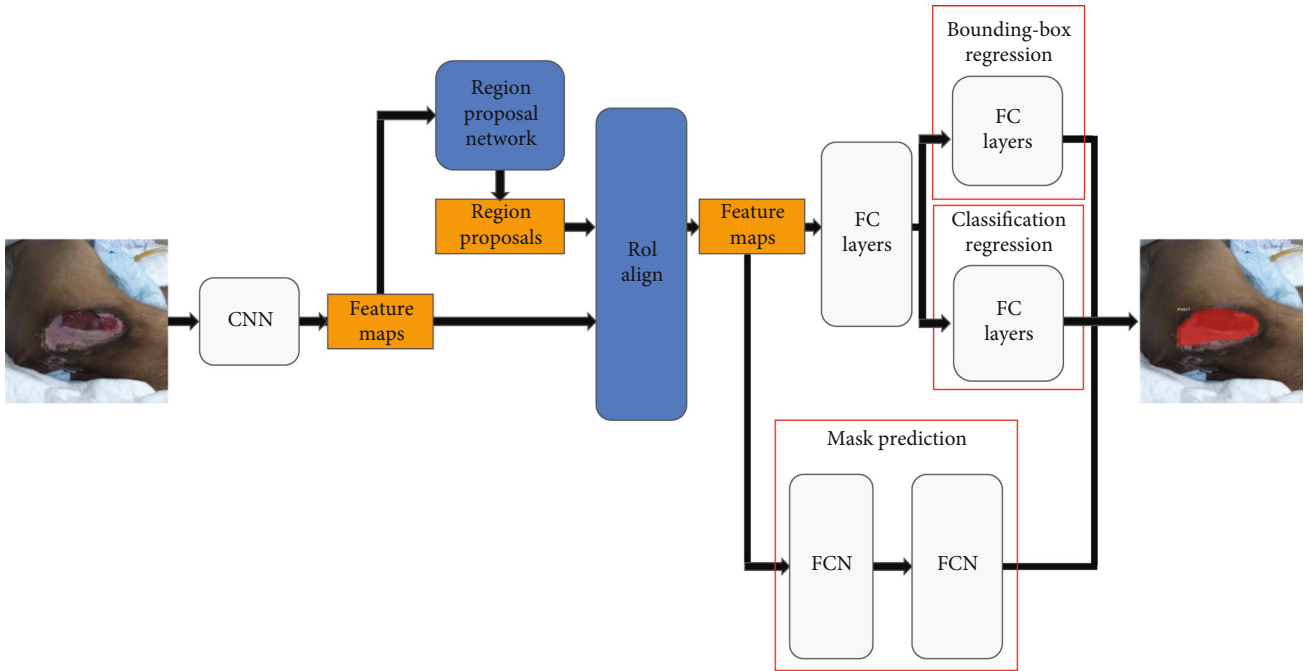 CNN
Feature
maps
Region
proposal
network
Region
proposals
RoI
align
Feature
maps
FC
layers
Bounding-box
regression
FC
layers
Classification
regression
FC
layers
Mask prediction
FCN
FCN